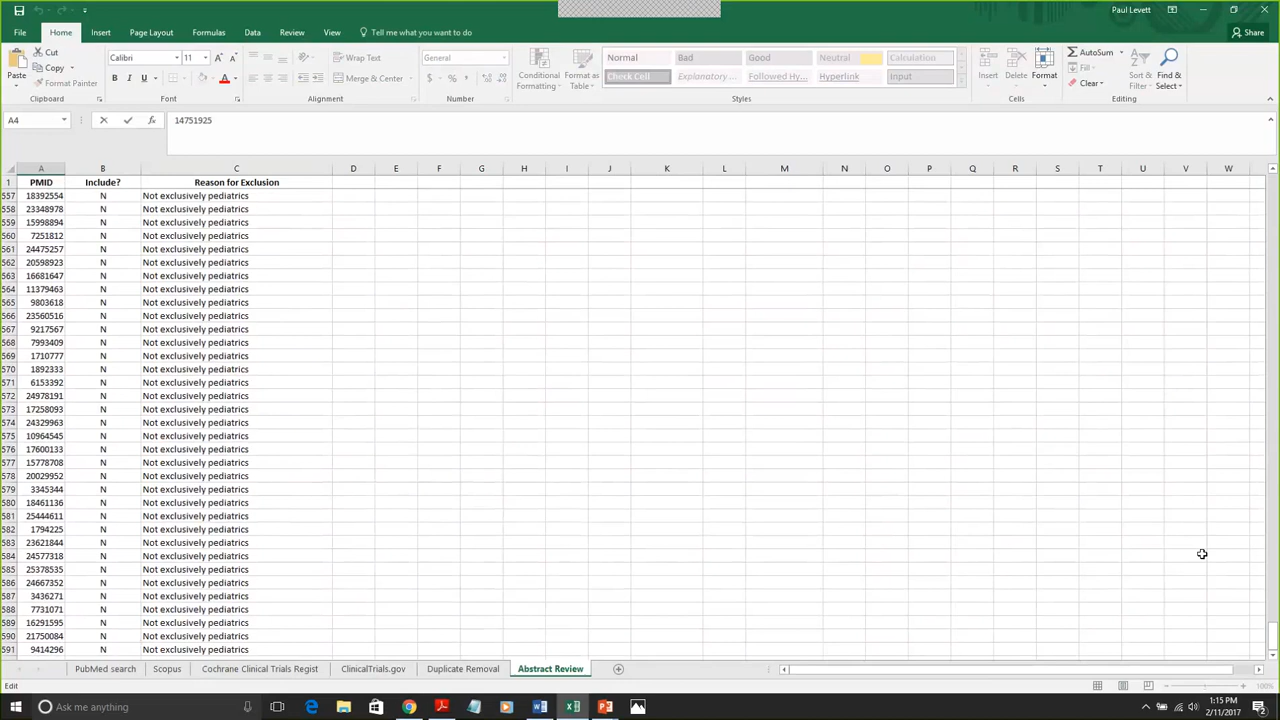 Paul Levett
File Home Insert Page Layout Formulas Data Review View Tell me what you want to do Share
Cut Calibri 11 Wrap Text General Normal Bad Good Neutral Calculation AutoSum
Copy Fill
Paste Format Painter B I U Merge & Center $ % , Conditional Formatting Format as Table Check Cell Explanatory ... Followed Hy... Hyperlink Input Insert Delete Format Clear Sort & Filter Find & Select
Clipboard Font Alignment Number Styles Cells Editing
A4 fx 14751925
A B C D E F G H I J K L M N O P Q R S T U V W
1 PMID Include? Reason for Exclusion
557 18392554 N Not exclusively pediatrics
558 23348978 N Not exclusively pediatrics
559 15998894 N Not exclusively pediatrics
560 7251812 N Not exclusively pediatrics
561 24475257 N Not exclusively pediatrics
562 20598923 N Not exclusively pediatrics
563 16681647 N Not exclusively pediatrics
564 11379463 N Not exclusively pediatrics
565 9803618 N Not exclusively pediatrics
566 23560516 N Not exclusively pediatrics
567 9217567 N Not exclusively pediatrics
568 7993409 N Not exclusively pediatrics
569 1710777 N Not exclusively pediatrics
570 1892333 N Not exclusively pediatrics
571 6153392 N Not exclusively pediatrics
572 24978191 N Not exclusively pediatrics
573 17258093 N Not exclusively pediatrics
574 24329963 N Not exclusively pediatrics
575 10964545 N Not exclusively pediatrics
576 17600133 N Not exclusively pediatrics
577 15778708 N Not exclusively pediatrics
578 20029952 N Not exclusively pediatrics
579 3345344 N Not exclusively pediatrics
580 18461136 N Not exclusively pediatrics
581 25444611 N Not exclusively pediatrics
582 1794225 N Not exclusively pediatrics
583 23621844 N Not exclusively pediatrics
584 24577318 N Not exclusively pediatrics
585 25378535 N Not exclusively pediatrics
586 24667352 N Not exclusively pediatrics
587 3436271 N Not exclusively pediatrics
588 7731071 N Not exclusively pediatrics
589 16291595 N Not exclusively pediatrics
590 21750084 N Not exclusively pediatrics
591 9414296 N Not exclusively pediatrics
PubMed search Scopus Cochrane Clinical Trials Regist ClinicalTrials.gov Duplicate Removal Abstract Review
Edit 100%
Ask me anything 1:15 PM
2/11/2017